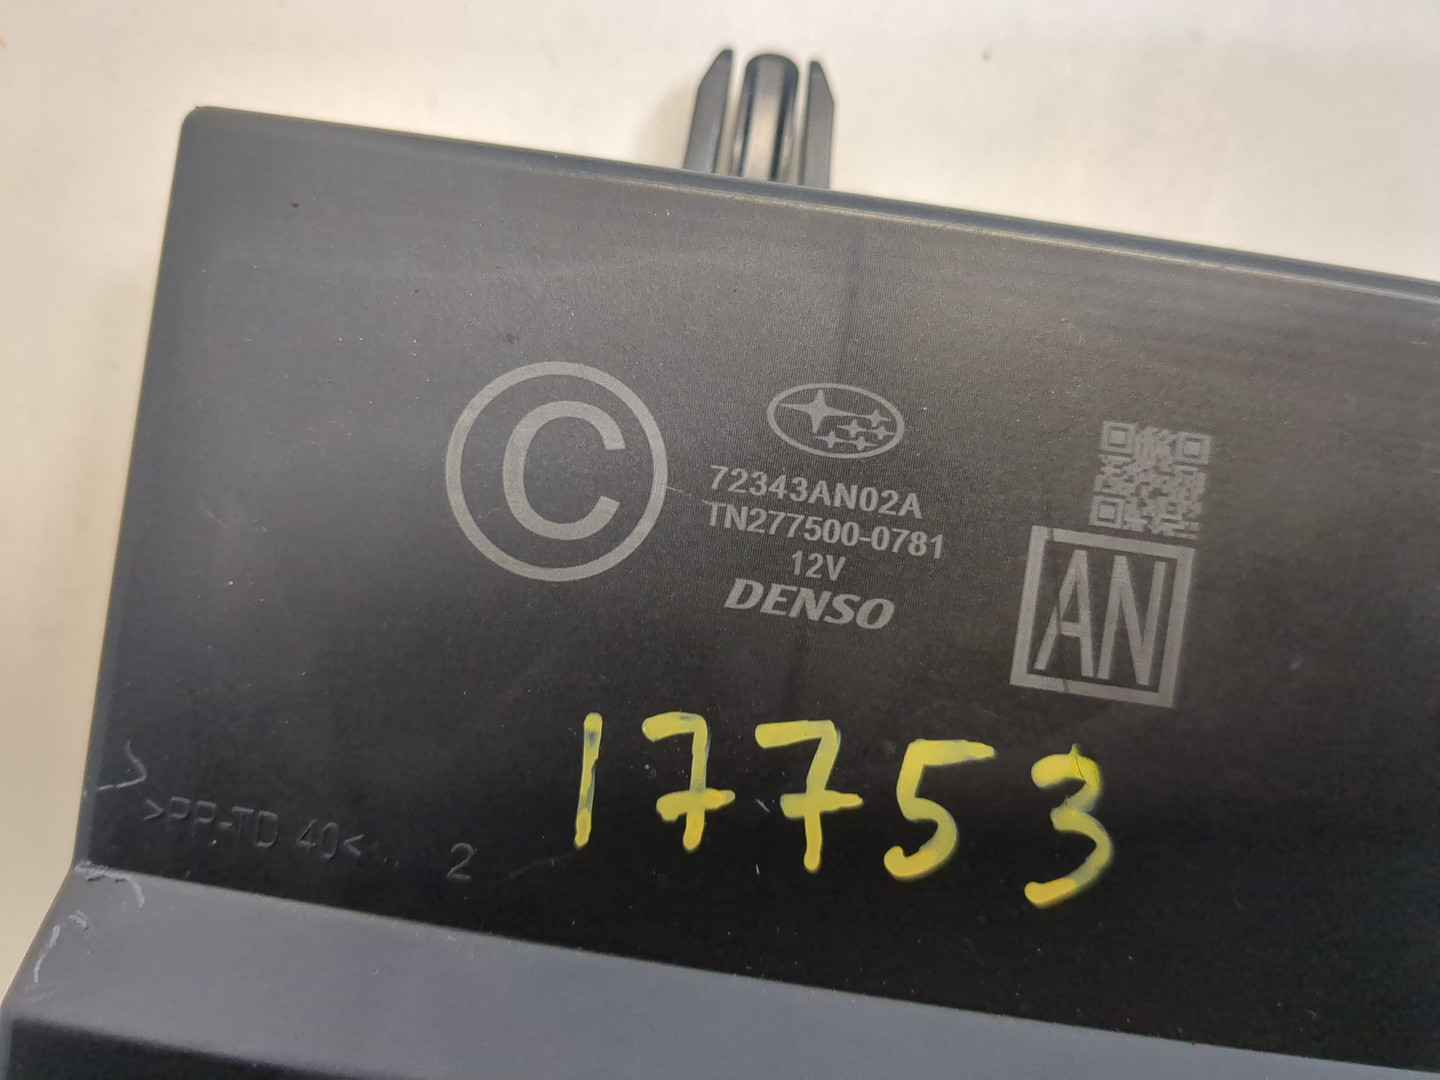 C
72343AN02A
TN277500-0781
12V
DENSO
AN
17753
>PP-TD 40<
2